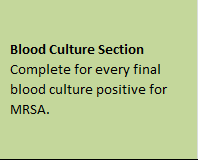 Blood Culture Section
Complete for every final
blood culture positive for
MRSA.